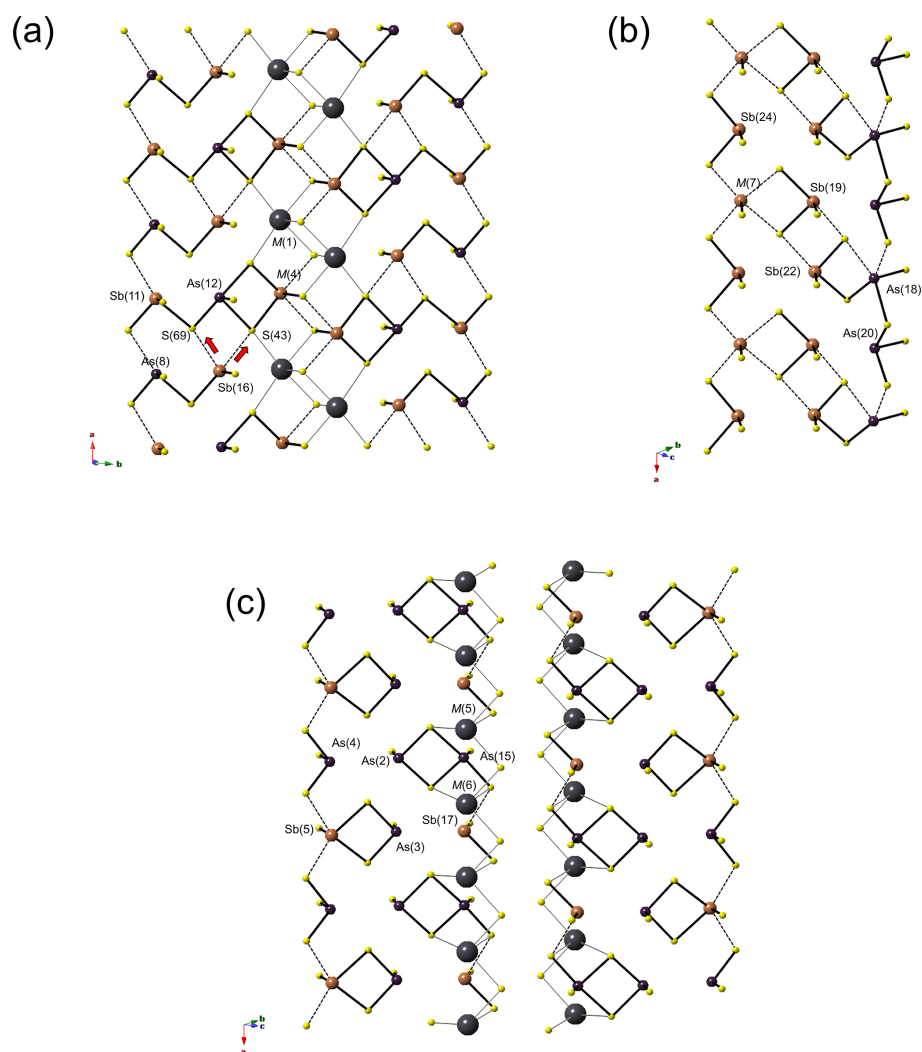 (a)
(b)
Sb(24)
M(7)
Sb(19)
M(1)
As(12)
M(4)
Sb(22)
Sb(11)
As(18)
S(69)
S(43)
As(20)
As(8)
Sb(16)
a
c
b
b
c
a
(c)
M(5)
As(4)
As(2)
As(15)
M(6)
Sb(5)
Sb(17)
As(3)
b
c
a